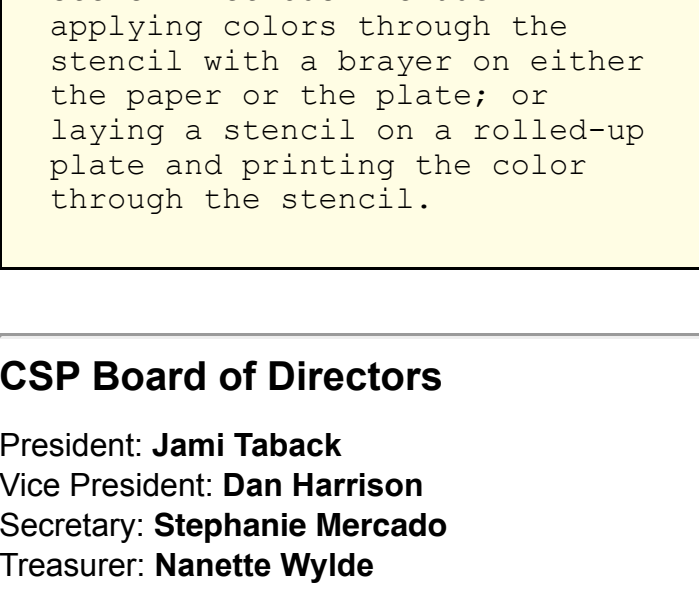 applying colors through the
stencil with a brayer on either
the paper or the plate; or
laying a stencil on a rolled-up
plate and printing the color
through the stencil.
CSP Board of Directors
President: Jami Taback
Vice President: Dan Harrison
Secretary: Stephanie Mercado
Treasurer: Nanette Wylde